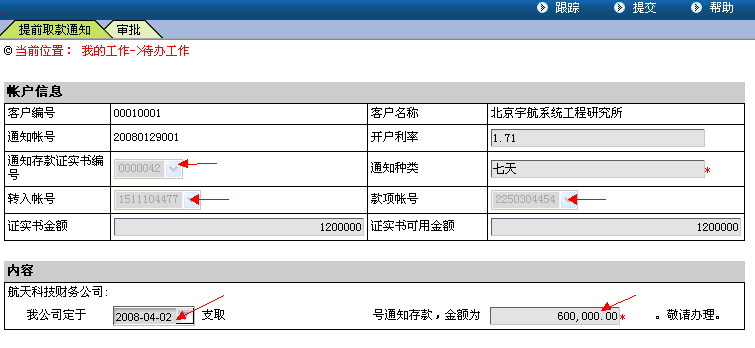 跟踪 提交 帮助
提前取款通知 审批
© 当前位置： 我的工作->待办工作
帐户信息
客户编号 00010001 客户名称 北京宇航系统工程研究所
通知帐号 20080129001 开户利率 1.71
通知存款证实书编号 0000042 通知种类 七天*
转入帐号 1511104477 款项帐号 2250304454
证实书金额 1200000 证实书可用金额 1200000
内容
航天科技财务公司:
我公司定于 2008-04-02 支取 号通知存款，金额为 600,000.00* 。敬请办理。